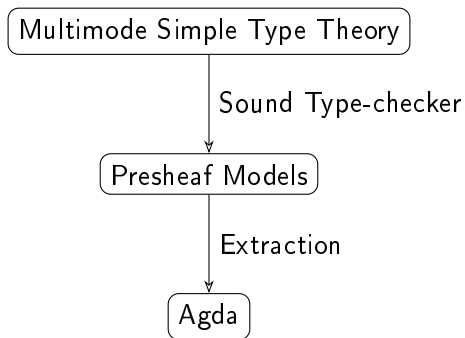 Multimode Simple Type Theory
Sound Type-checker
Presheaf Models
Extraction
Agda